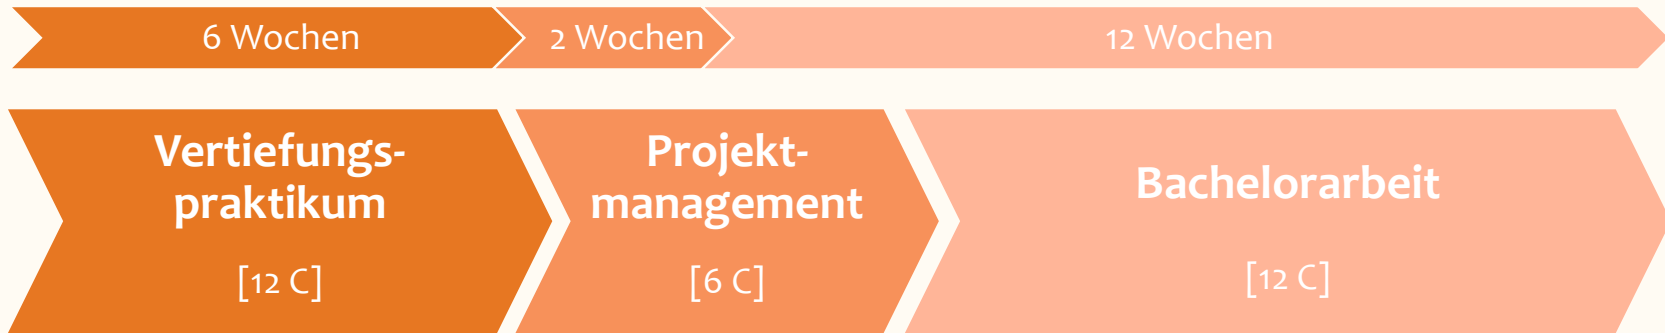 6 Wochen
2 Wochen
12 Wochen
Vertiefungs-
praktikum
[12 C]
Projekt-
management
[6 C]
Bachelorarbeit
[12 C]